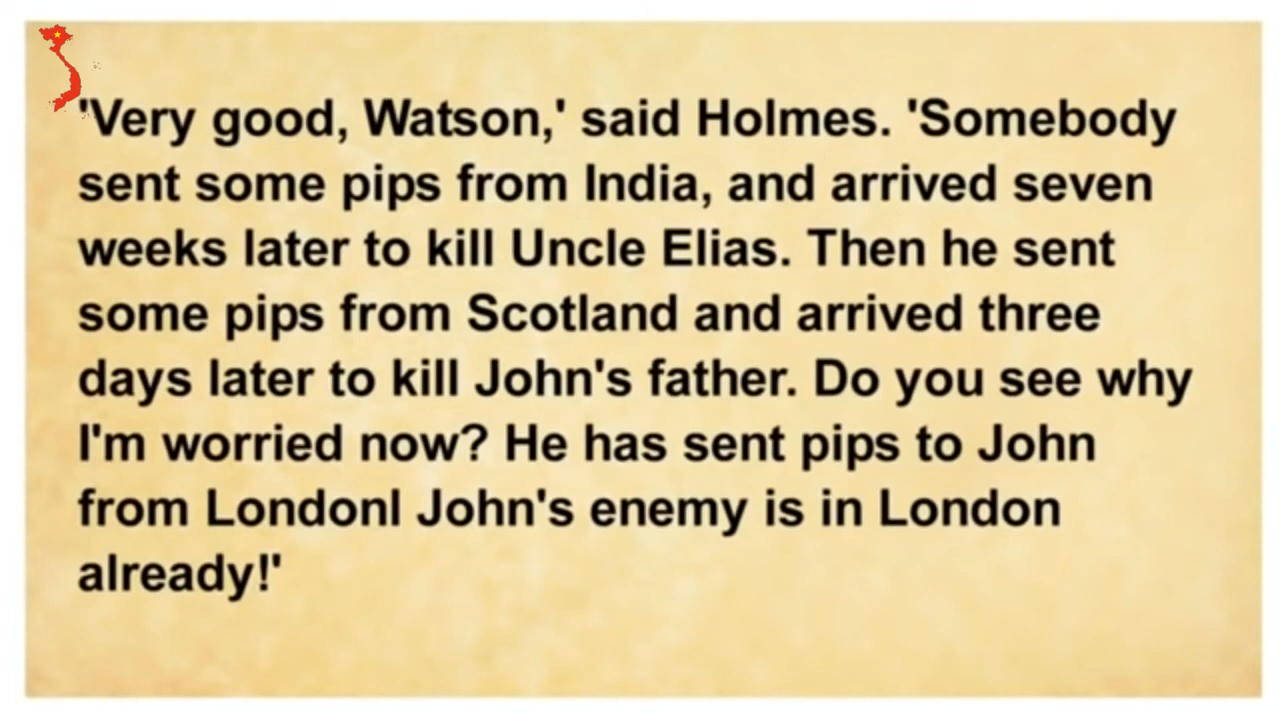 'Very good, Watson,' said Holmes. 'Somebody
sent some pips from India, and arrived seven
weeks later to kill Uncle Elias. Then he sent
some pips from Scotland and arrived three
days later to kill John's father. Do you see why
I'm worried now? He has sent pips to John
from Londonl John's enemy is in London
already!'